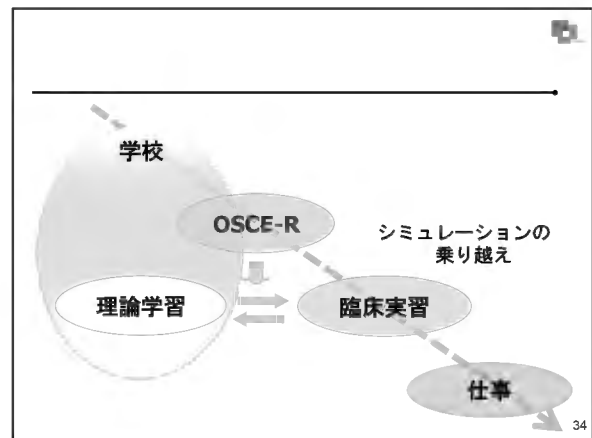 学校
OSCE-R
シミュレーションの
乗り越え
理論学習
臨床実習
仕事
34